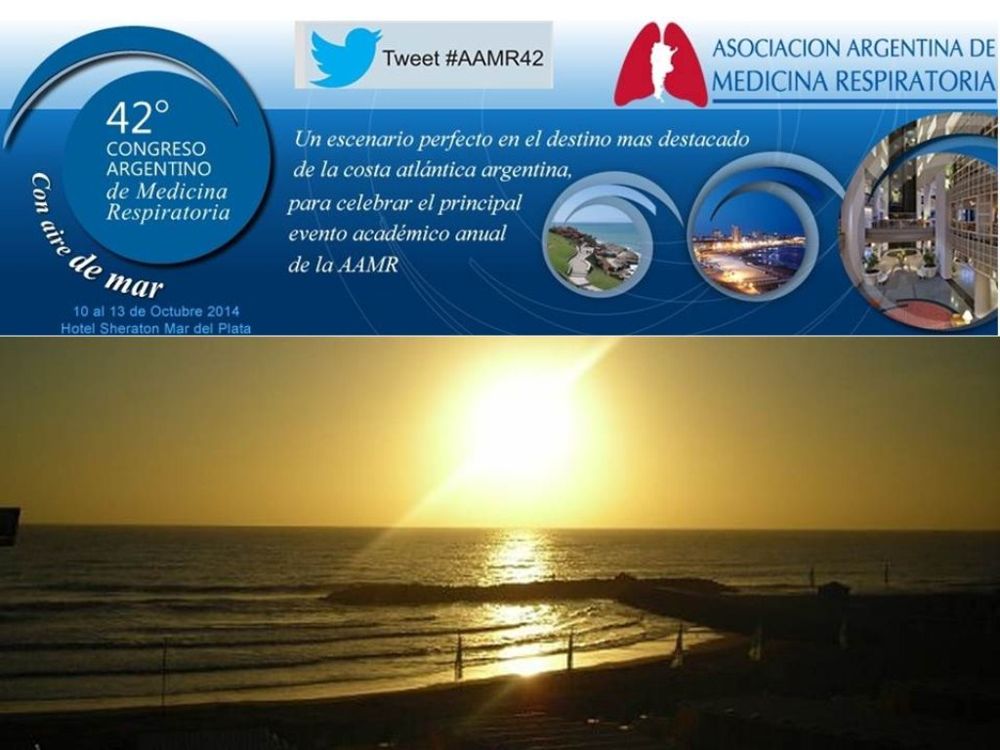 Tweet #AAMR42
ASOCIACION ARGENTINA DE
MEDICINA RESPIRATORIA
42°
CONGRESO
ARGENTINO
de Medicina
Respiratoria
Con aire de mar
10 al 13 de Octubre 2014
Hotel Sheraton Mar del Plata
Un escenario perfecto en el destino mas destacado
de la costa atlántica argentina,
para celebrar el principal
evento académico anual
de la AAMR